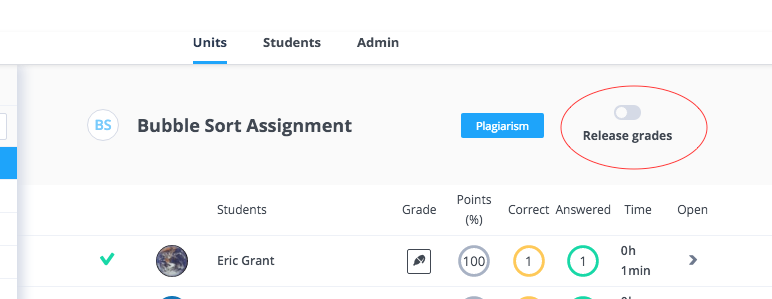 Units Students Admin
BS Bubble Sort Assignment Plagiarism
Release grades
Students Grade Points (%) Correct Answered Time Open
Eric Grant 100 1 1 0h
1min